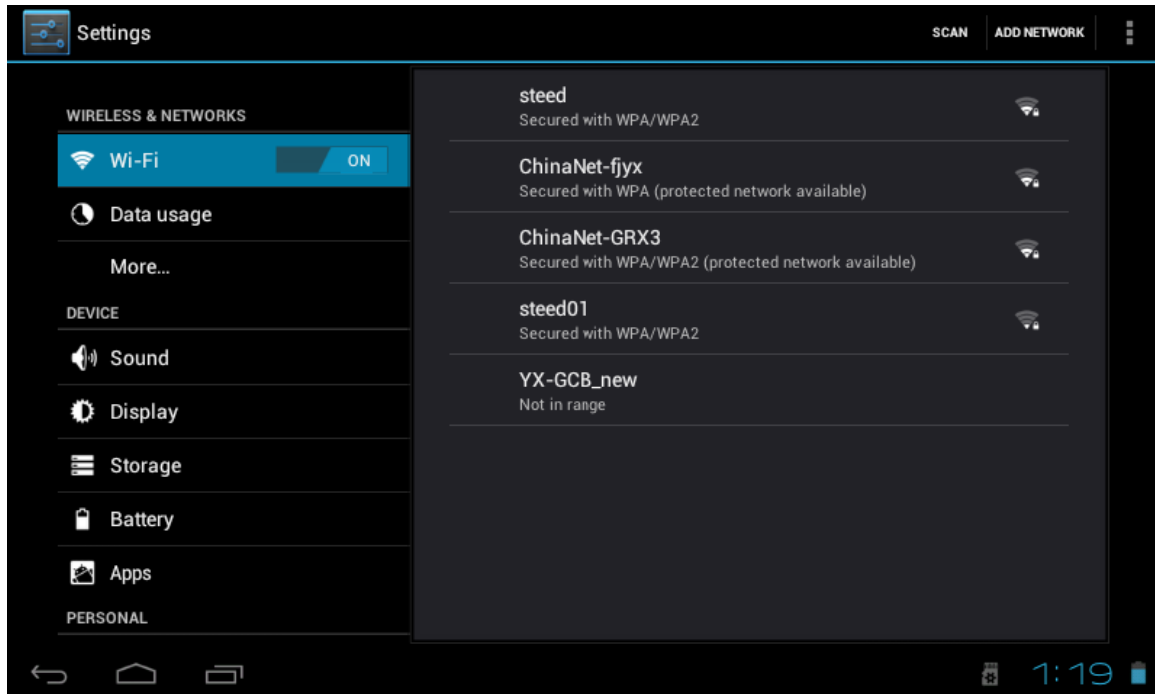 Settings
SCAN
ADD NETWORK
WIRELESS & NETWORKS
Wi-Fi
ON
Data usage
More...
DEVICE
Sound
Display
Storage
Battery
Apps
PERSONAL
steed
Secured with WPA/WPA2
ChinaNet-fjyx
Secured with WPA (protected network available)
ChinaNet-GRX3
Secured with WPA/WPA2 (protected network available)
steed01
Secured with WPA/WPA2
YX-GCB_new
Not in range
1:19